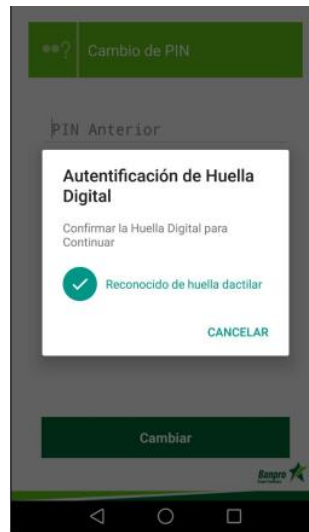 **? Cambio de PIN
PIN Anterior
Autentificación de Huella
Digital
Confirmar la Huella Digital para
Continuar
Reconocido de huella dactilar
CANCELAR
Cambiar
Banpro